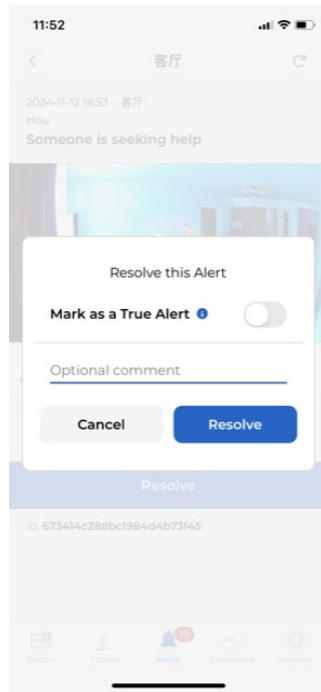 11:52
客厅
2024-11-12 18:53 - 客厅
Hou
Someone is seeking help
Resolve this Alert
Mark as a True Alert
Optional comment
Cancel
Resolve
Resolve
ID: 673414c288bc1984d4b73f45
15
Rooms
People
Alerts
Dashboard
Settings